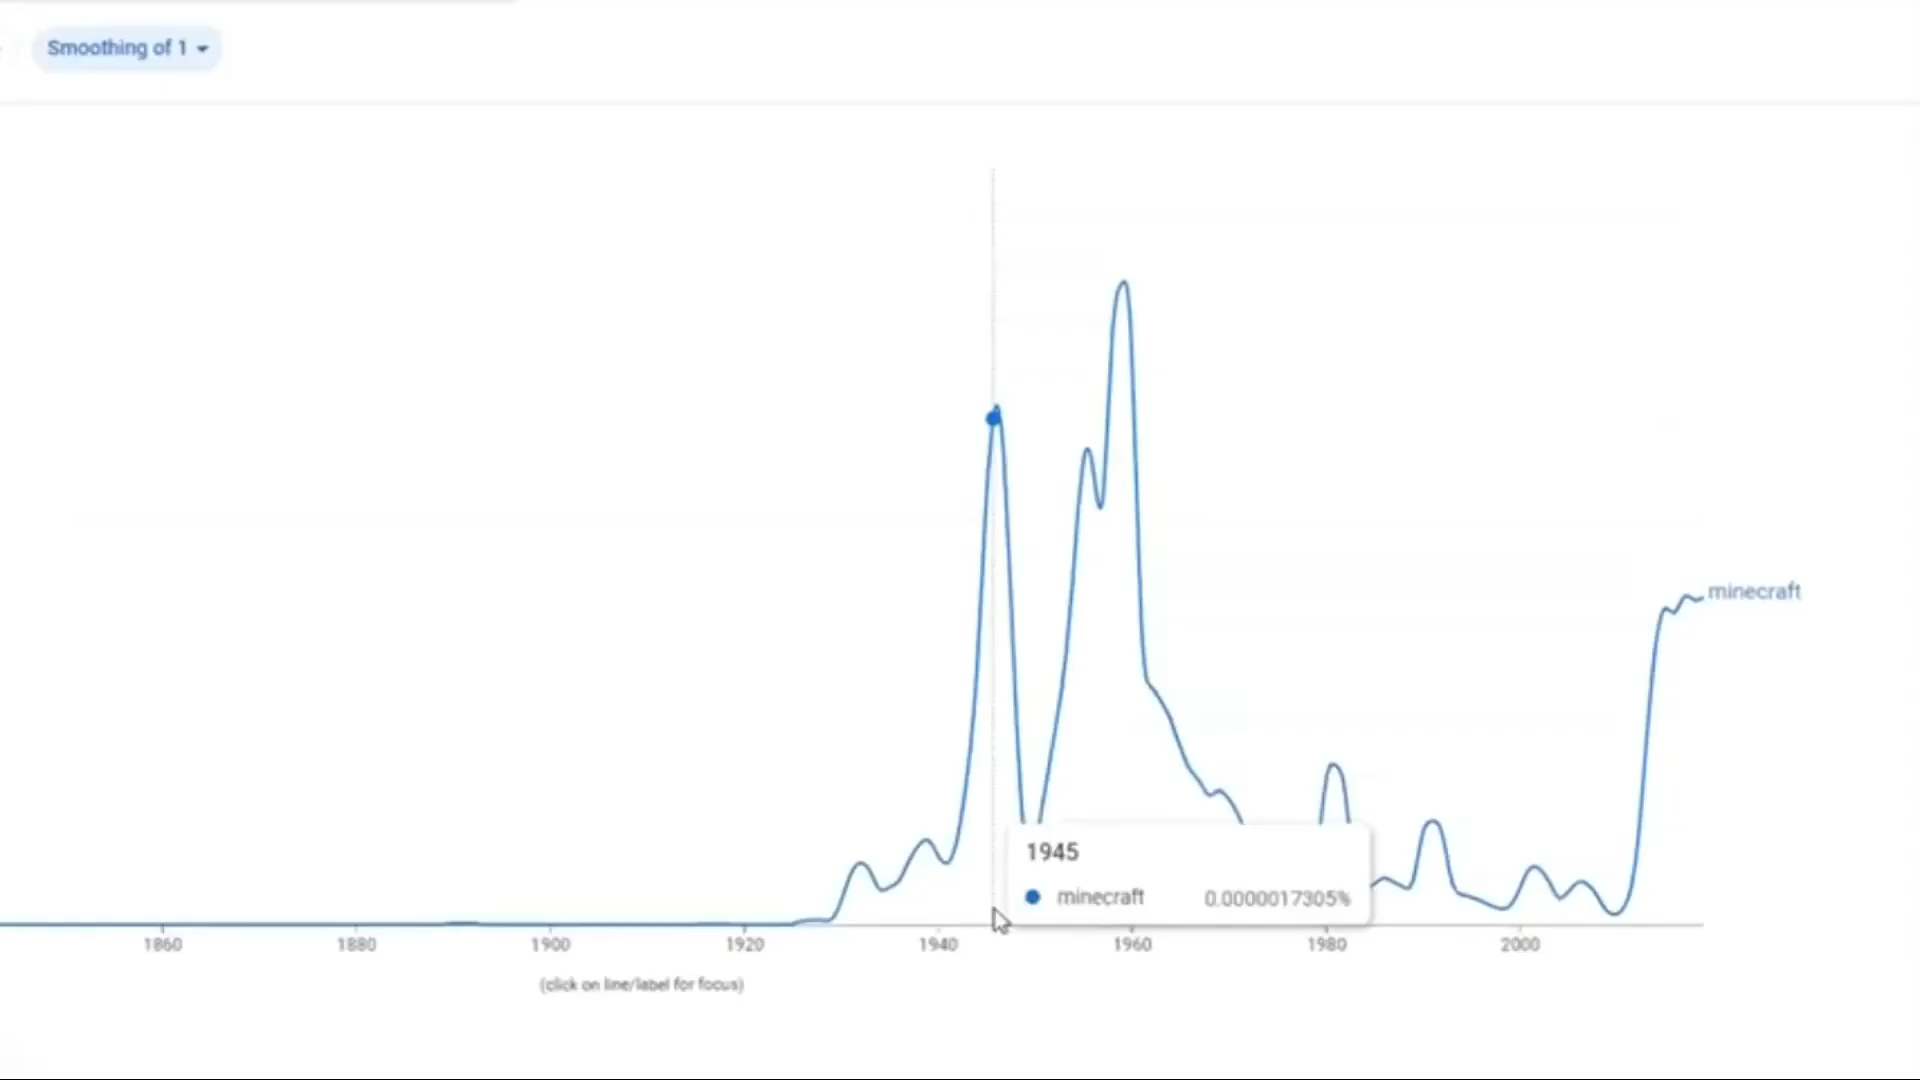 Smoothing of 1
minecraft
1945
minecraft 0.0000017305%
1860 1880 1900 1920 1940 1960 1980 2000
(click on line/label for focus)